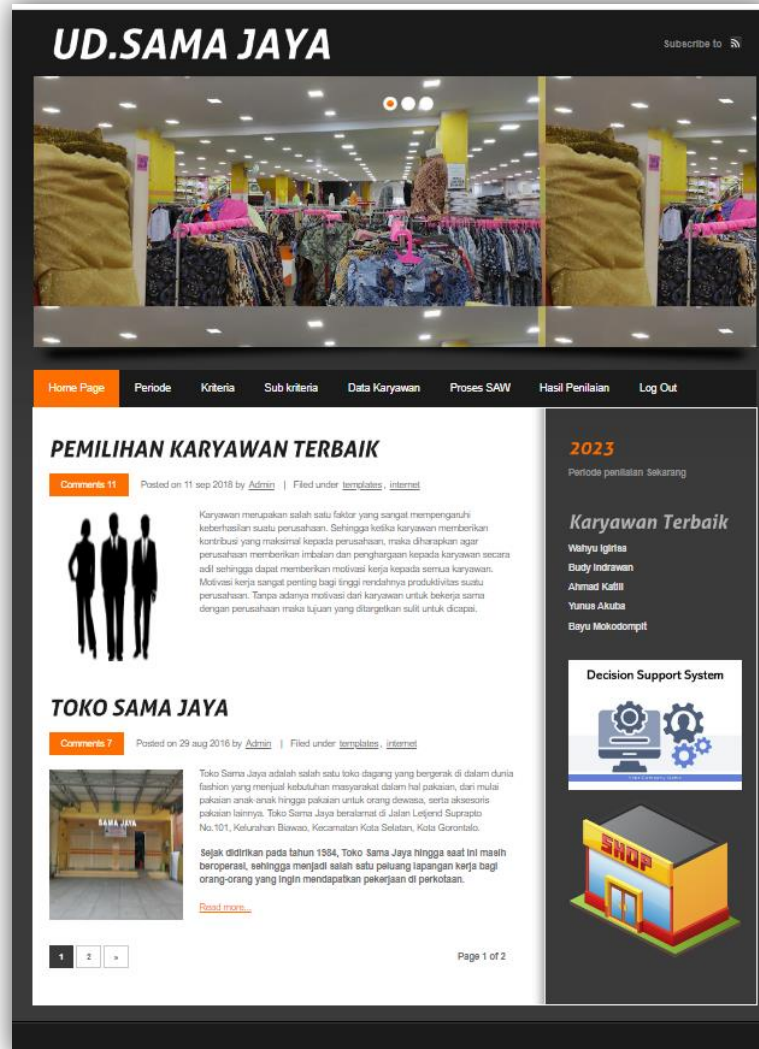 UD.SAMA JAYA
Subscribe to
Home Page Periode Kriteria Sub kriteria Data Karyawan Proses SAW Hasil Penilaian Log Out
PEMILIHAN KARYAWAN TERBAIK
Comments 11 Posted on 11 sep 2018 by Admin | Filed under templates, internet
Karyawan merupakan salah satu faktor yang sangat mempengaruhi
keberhasilan suatu perusahaan. Sehingga ketika karyawan memberikan
kontribusi yang maksimal kepada perusahaan, maka diharapkan agar
perusahaan memberikan imbalan dan penghargaan kepada karyawan secara
adil sehingga dapat memberikan motivasi kerja kepada semua karyawan.
Motivasi kerja sangat penting bagi tinggi rendahnya produktivitas suatu
perusahaan. Tanpa adanya motivasi dari karyawan untuk bekerja sama
dengan perusahaan maka tujuan yang ditargetkan sulit untuk dicapai.
TOKO SAMA JAYA
Comments 7 Posted on 29 aug 2016 by Admin | Filed under templates, internet
Toko Sama Jaya adalah salah satu toko dagang yang bergerak di dalam dunia
fashion yang menjual kebutuhan masyarakat dalam hal pakaian, dari mulai
pakaian anak-anak hingga pakaian untuk orang dewasa, serta aksesoris
pakaian lainnya. Toko Sama Jaya beralamat di Jalan Letjend Suprapto
No.101, Kelurahan Biawao, Kecamatan Kota Selatan, Kota Gorontalo.
Sejak didirikan pada tahun 1984, Toko Sama Jaya hingga saat ini masih
beroperasi, sehingga menjadi salah satu peluang lapangan kerja bagi
orang-orang yang ingin mendapatkan pekerjaan di perkotaan.
SAMA JAYA
Read more...
1 2 » Page 1 of 2
2023
Periode penilaian Sekarang
Karyawan Terbaik
Wahyu Igirisa
Budy Indrawan
Ahmad Katili
Yunus Akuba
Bayu Mokodompit
Decision Support System
SHOP